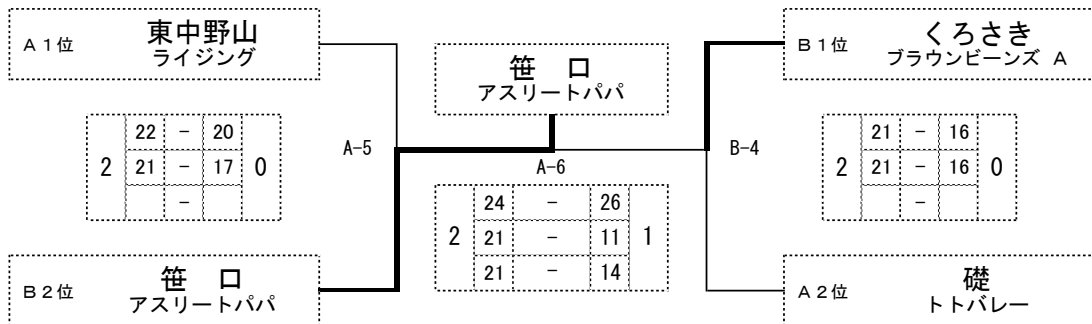 A1位
東中野山
ライジング
笹 口
アスリートパパ
B1位
くろさき
ブラウンビーンズ A
A-5
B-4
A-6
2
22 - 20
21 - 17
-
0
2
24 - 26
21 - 11
21 - 14
1
2
21 - 16
21 - 16
-
0
B2位
笹 口
アスリートパパ
A2位
礎
トトバレー